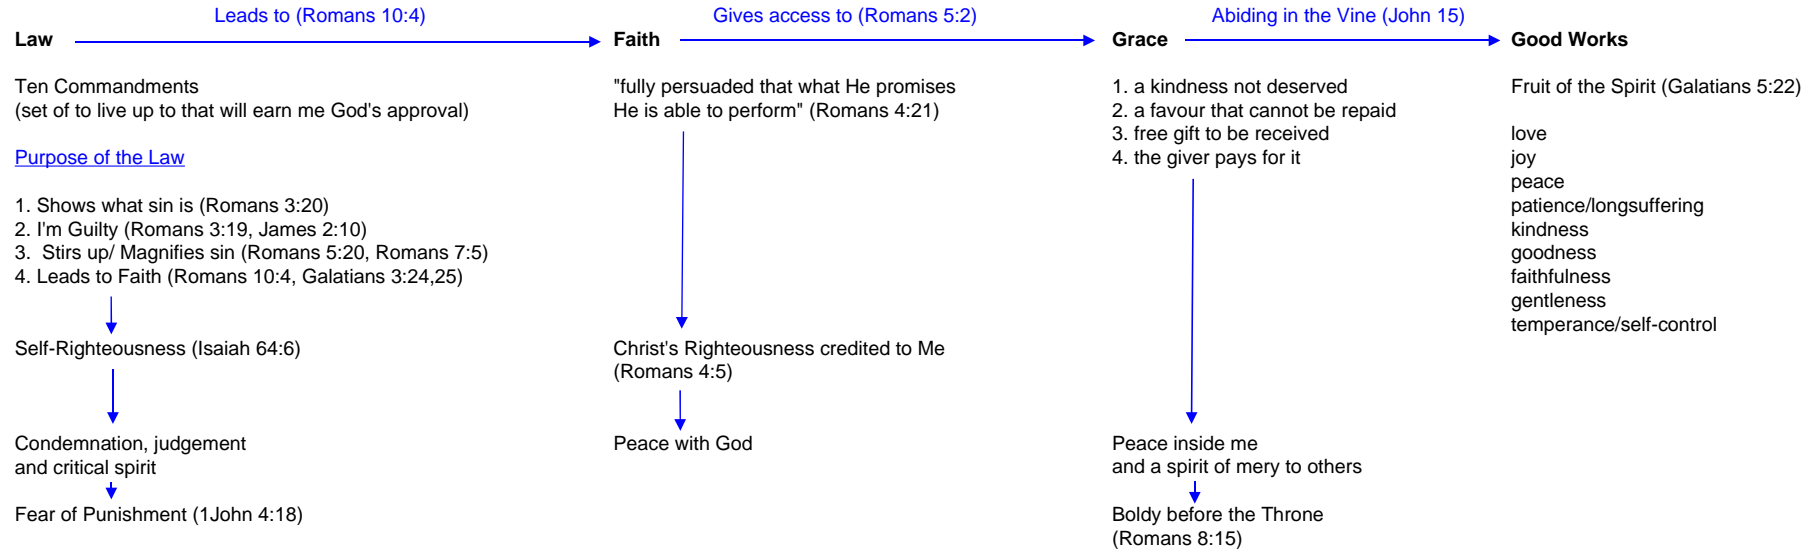 Leads to (Romans 10:4)
Gives access to (Romans 5:2)
Abiding in the Vine (John 15)
Law
Faith
Grace
Good Works
Ten Commandments
(set of to live up to that will earn me God's approval)
Purpose of the Law
1. Shows what sin is (Romans 3:20)
2. I'm Guilty (Romans 3:19, James 2:10)
3.  Stirs up/ Magnifies sin (Romans 5:20, Romans 7:5)
4. Leads to Faith (Romans 10:4, Galatians 3:24,25)
Self-Righteousness (Isaiah 64:6)
Condemnation, judgement
and critical spirit
Fear of Punishment (1John 4:18)
"fully persuaded that what He promises
He is able to perform" (Romans 4:21)
Christ's Righteousness credited to Me
(Romans 4:5)
Peace with God
1. a kindness not deserved
2. a favour that cannot be repaid
3. free gift to be received
4. the giver pays for it
Peace inside me
and a spirit of mery to others
Boldy before the Throne
(Romans 8:15)
Fruit of the Spirit (Galatians 5:22)
love
joy
peace
patience/longsuffering
kindness
goodness
faithfulness
gentleness
temperance/self-control